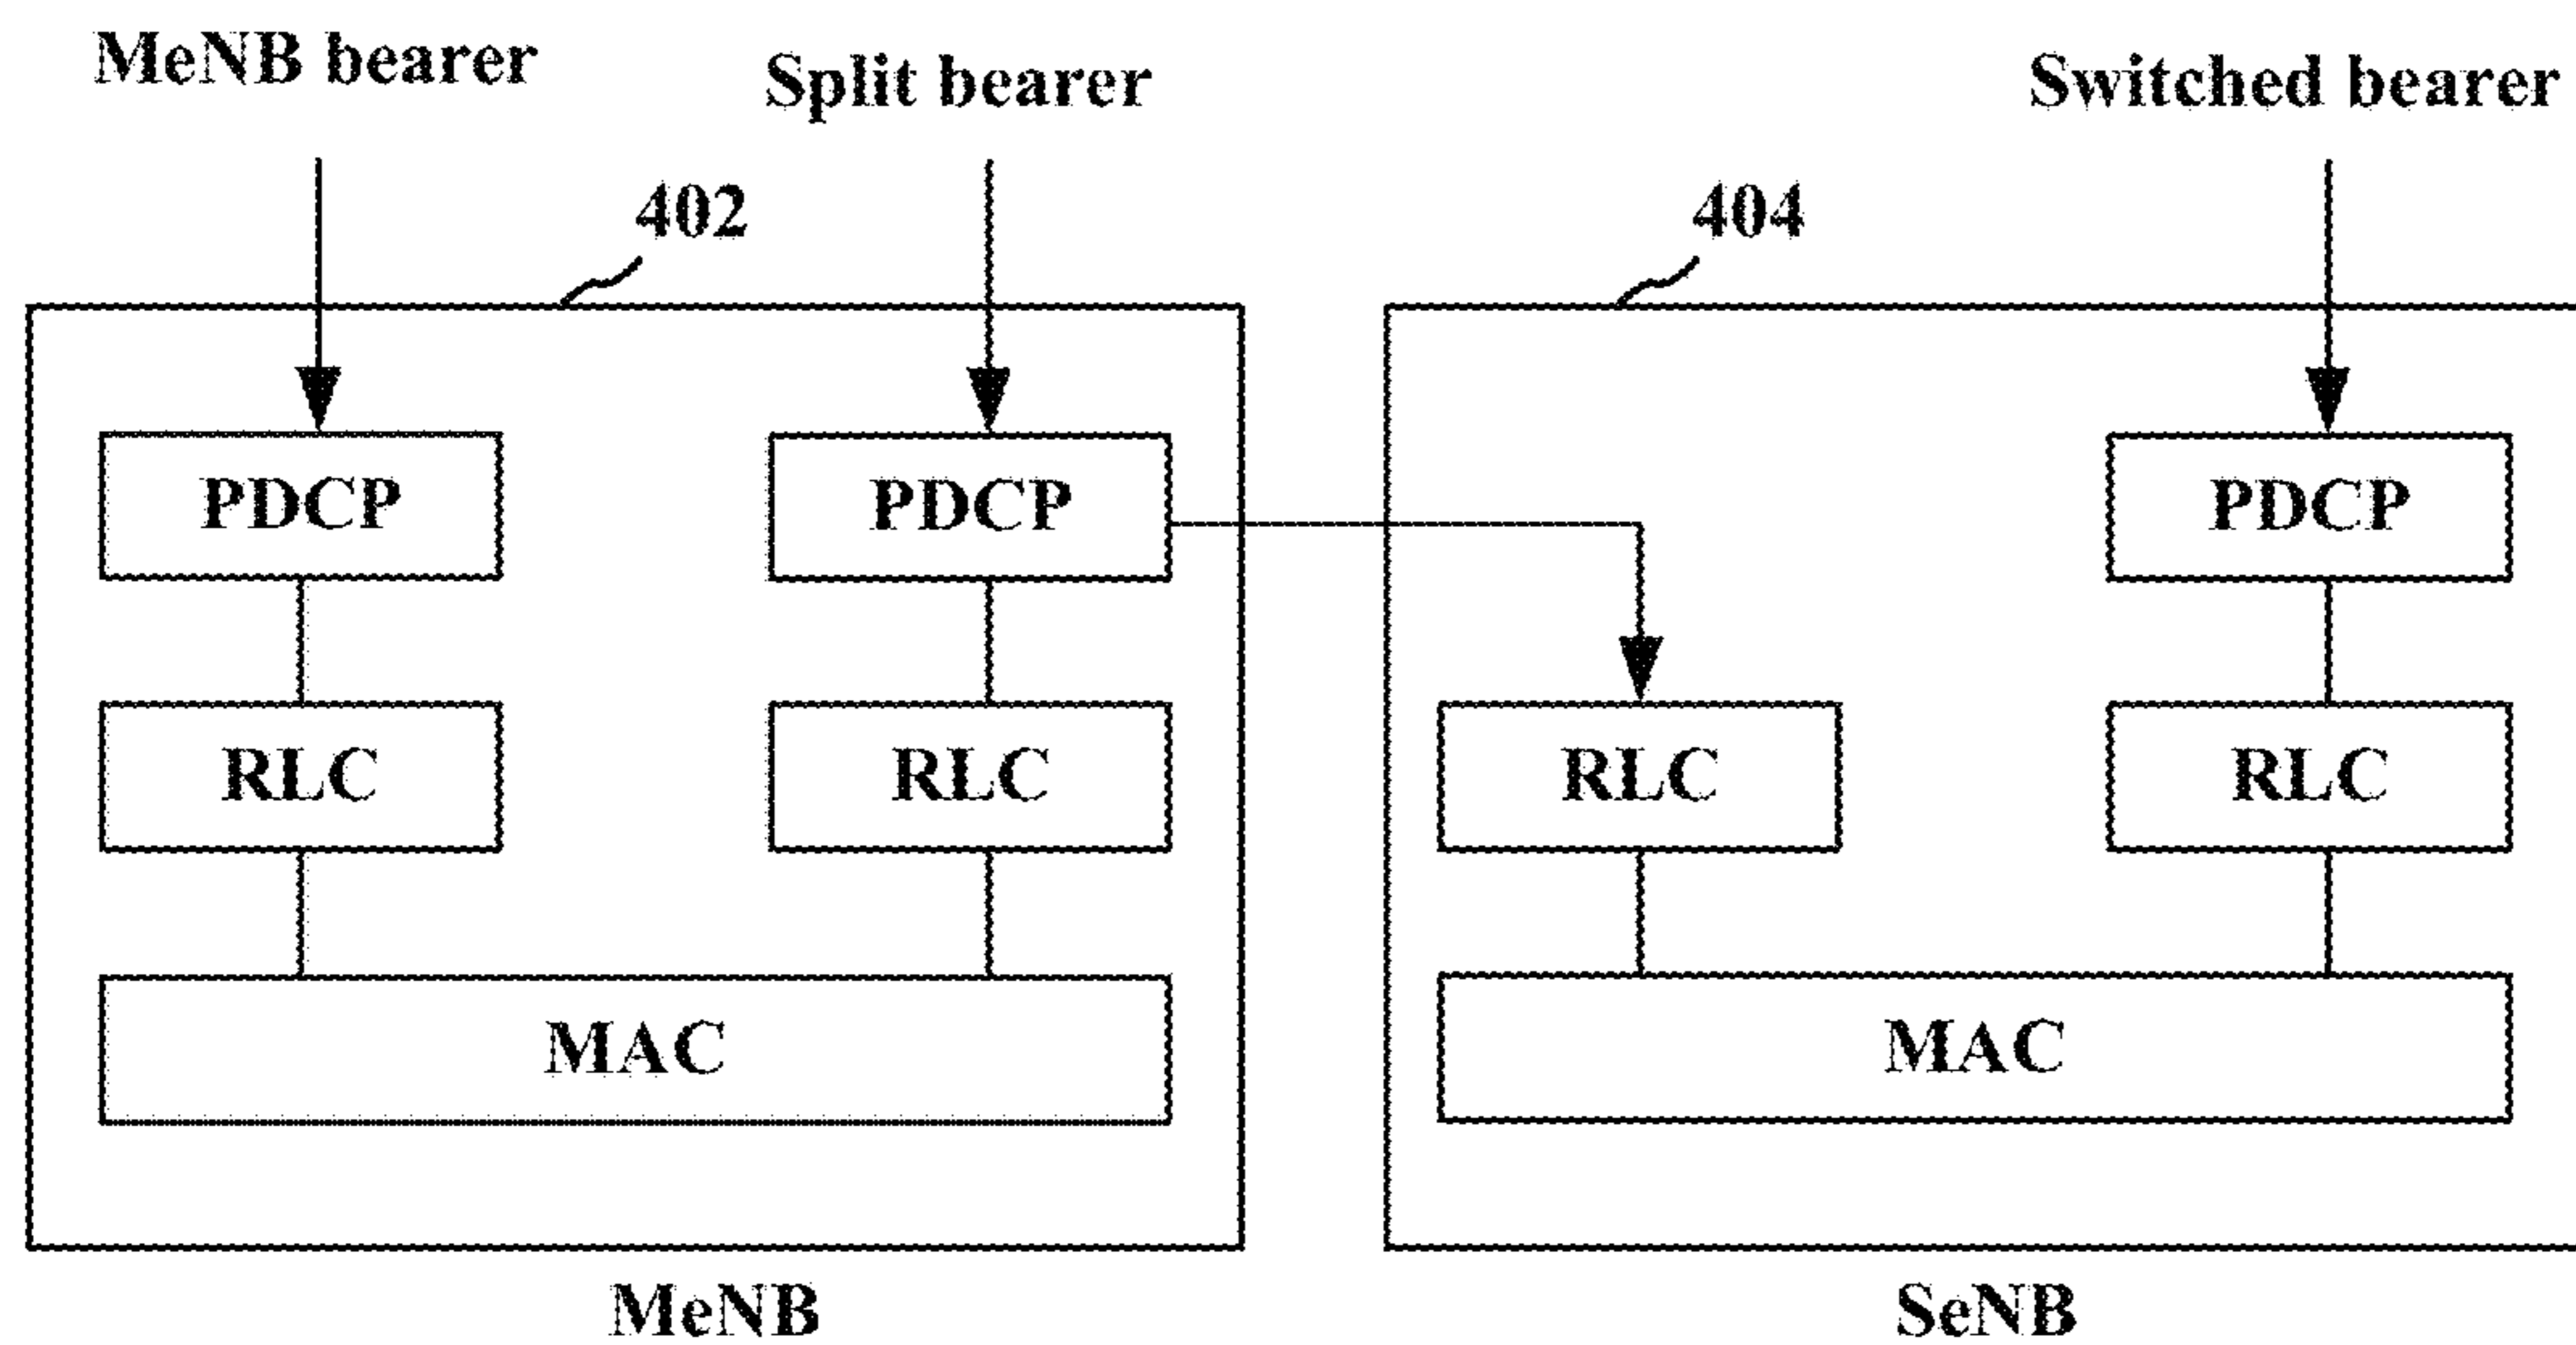 MeNB bearer
Split bearer
Switched bearer
402
404
PDCP
PDCP
PDCP
RLC
RLC
RLC
RLC
MAC
MAC
MeNB
SeNB